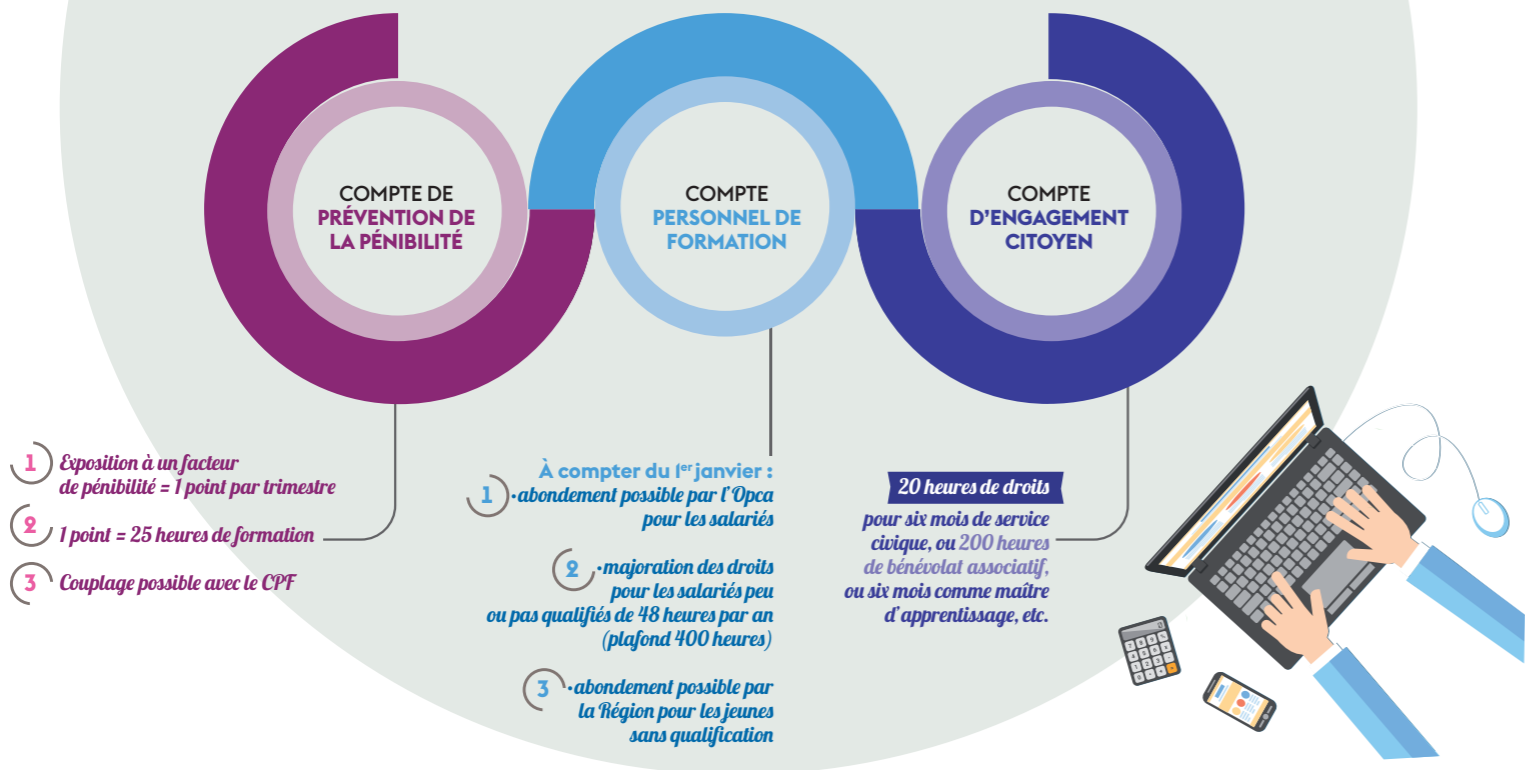 COMPTE DE
PRÉVENTION DE
LA PÉNIBILITÉ
COMPTE
PERSONNEL DE
FORMATION
COMPTE
D'ENGAGEMENT
CITOYEN
1 Exposition à un facteur
de pénibilité = 1 point par trimestre
2 1 point = 25 heures de formation
3 Couplage possible avec le CPF
À compter du 1er janvier :
1 •abondement possible par l'Opca
pour les salariés
2 •majoration des droits
pour les salariés peu
ou pas qualifiés de 48 heures par an
(plafond 400 heures)
3 •abondement possible par
la Région pour les jeunes
sans qualification
20 heures de droits
pour six mois de service
civique, ou 200 heures
de bénévolat associatif,
ou six mois comme maître
d'apprentissage, etc.